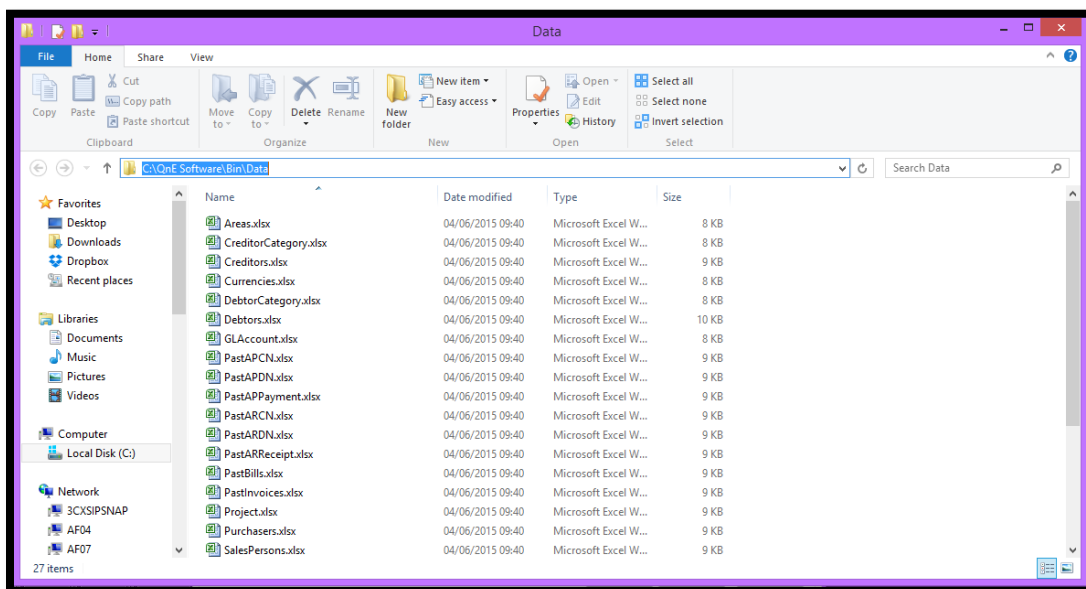 Data
File Home Share View
Copy
Paste
Cut
Copy path
Paste shortcut
Clipboard
Move to
Copy to
Delete
Rename
Organize
New folder
New item
Easy access
New
Properties
Open
Edit
History
Open
Select all
Select none
Invert selection
Select
C:\QnE Software\Bin\Data
Search Data
Favorites
Desktop
Downloads
Dropbox
Recent places
Libraries
Documents
Music
Pictures
Videos
Computer
Local Disk (C:)
Network
3CXSIPSNAP
AF04
AF07
Name Date modified Type Size
Areas.xlsx 04/06/2015 09:40 Microsoft Excel W... 8 KB
CreditorCategory.xlsx 04/06/2015 09:40 Microsoft Excel W... 8 KB
Creditors.xlsx 04/06/2015 09:40 Microsoft Excel W... 9 KB
Currencies.xlsx 04/06/2015 09:40 Microsoft Excel W... 8 KB
DebtorCategory.xlsx 04/06/2015 09:40 Microsoft Excel W... 8 KB
Debtors.xlsx 04/06/2015 09:40 Microsoft Excel W... 10 KB
GLAccount.xlsx 04/06/2015 09:40 Microsoft Excel W... 8 KB
PastAPCN.xlsx 04/06/2015 09:40 Microsoft Excel W... 9 KB
PastAPDN.xlsx 04/06/2015 09:40 Microsoft Excel W... 9 KB
PastAPPayment.xlsx 04/06/2015 09:40 Microsoft Excel W... 9 KB
PastARCN.xlsx 04/06/2015 09:40 Microsoft Excel W... 9 KB
PastARDN.xlsx 04/06/2015 09:40 Microsoft Excel W... 9 KB
PastARReceipt.xlsx 04/06/2015 09:40 Microsoft Excel W... 9 KB
PastBills.xlsx 04/06/2015 09:40 Microsoft Excel W... 9 KB
PastInvoices.xlsx 04/06/2015 09:40 Microsoft Excel W... 9 KB
Project.xlsx 04/06/2015 09:40 Microsoft Excel W... 9 KB
Purchasers.xlsx 04/06/2015 09:40 Microsoft Excel W... 9 KB
SalesPersons.xlsx 04/06/2015 09:40 Microsoft Excel W... 9 KB
27 items